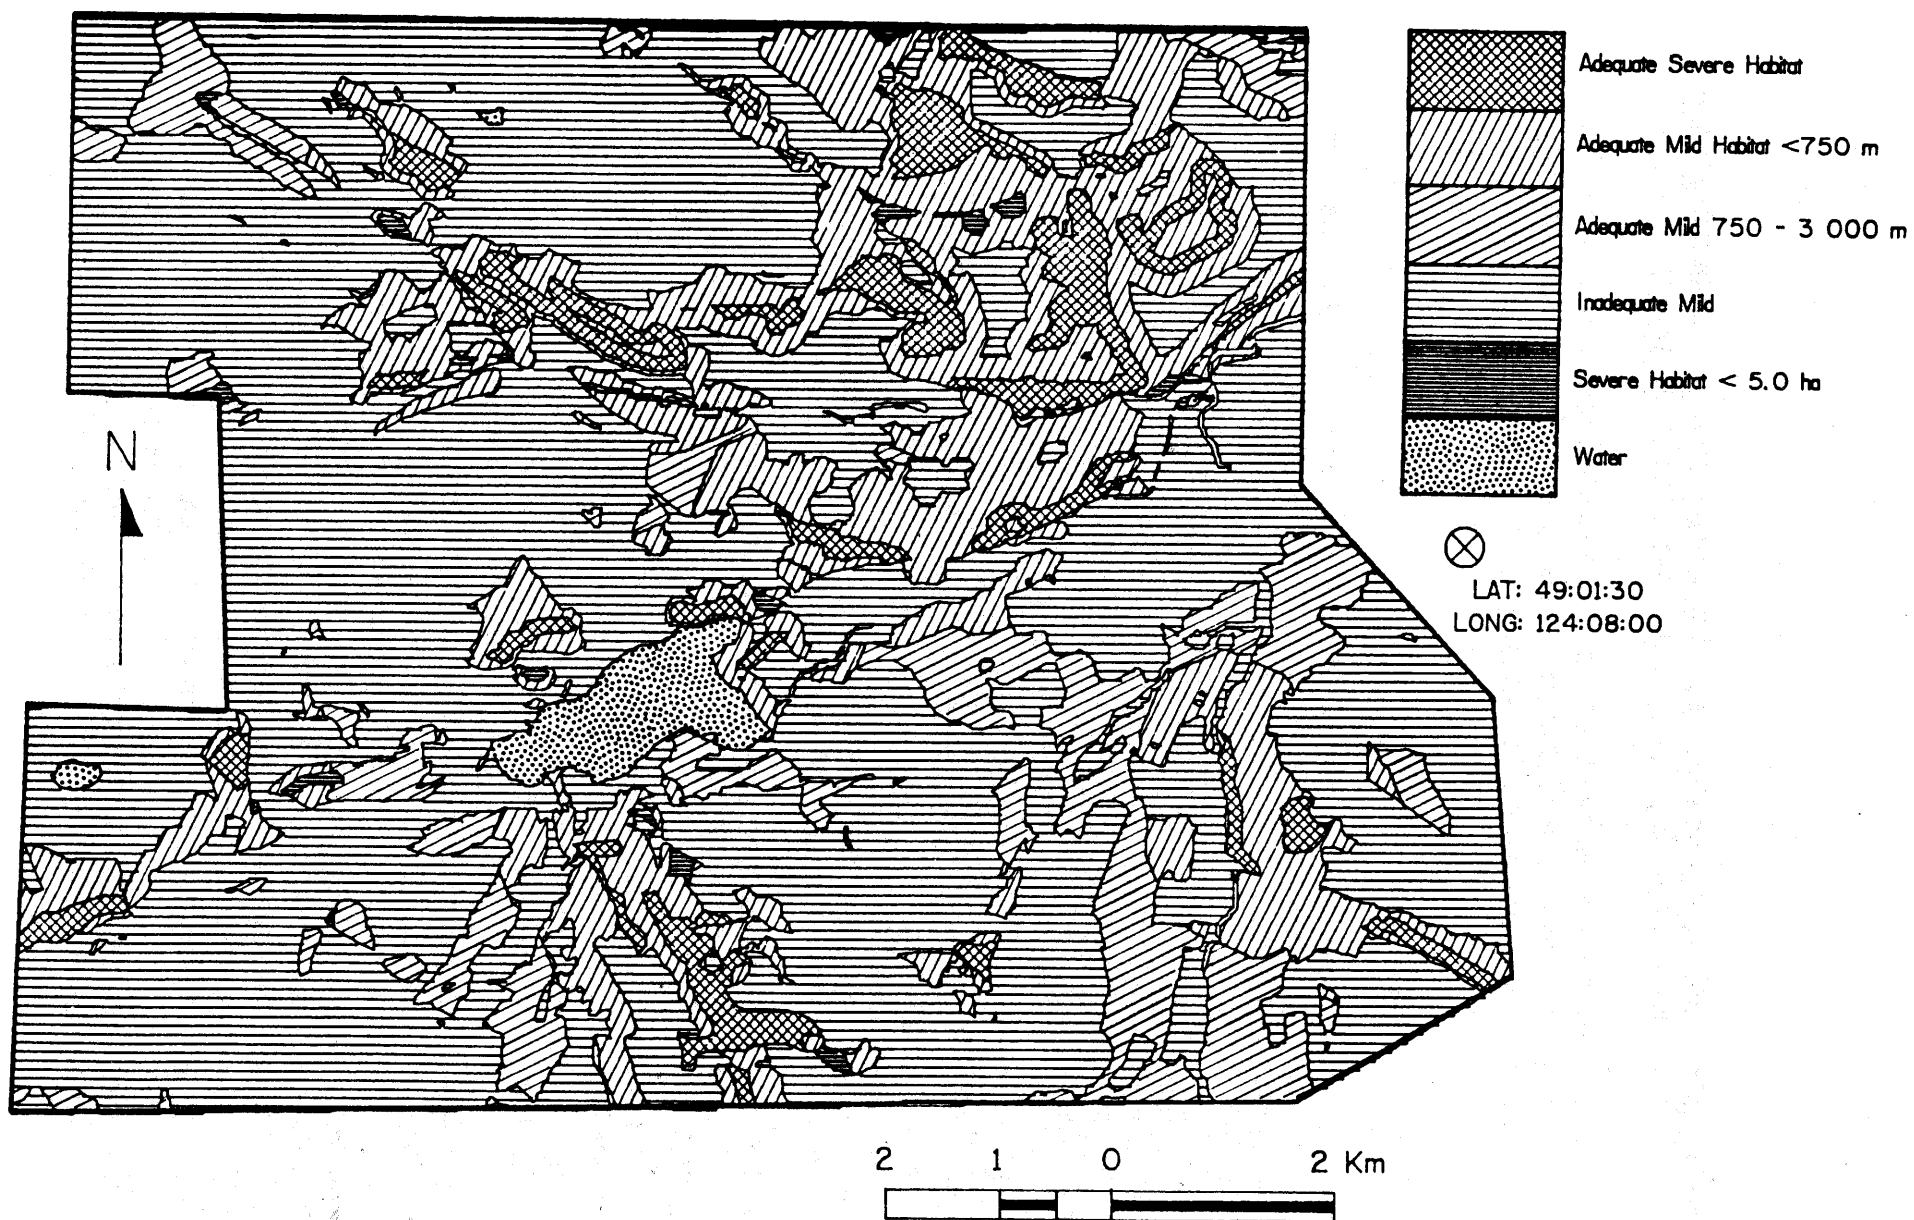 Adequate Severe Habitat
Adequate Mild Habitat <750 m
Adequate Mild 750 - 3 000 m
Inadequate Mild
Severe Habitat < 5.0 ha
Water
N
LAT: 49:01:30
LONG: 124:08:00
2 1 0 2 Km